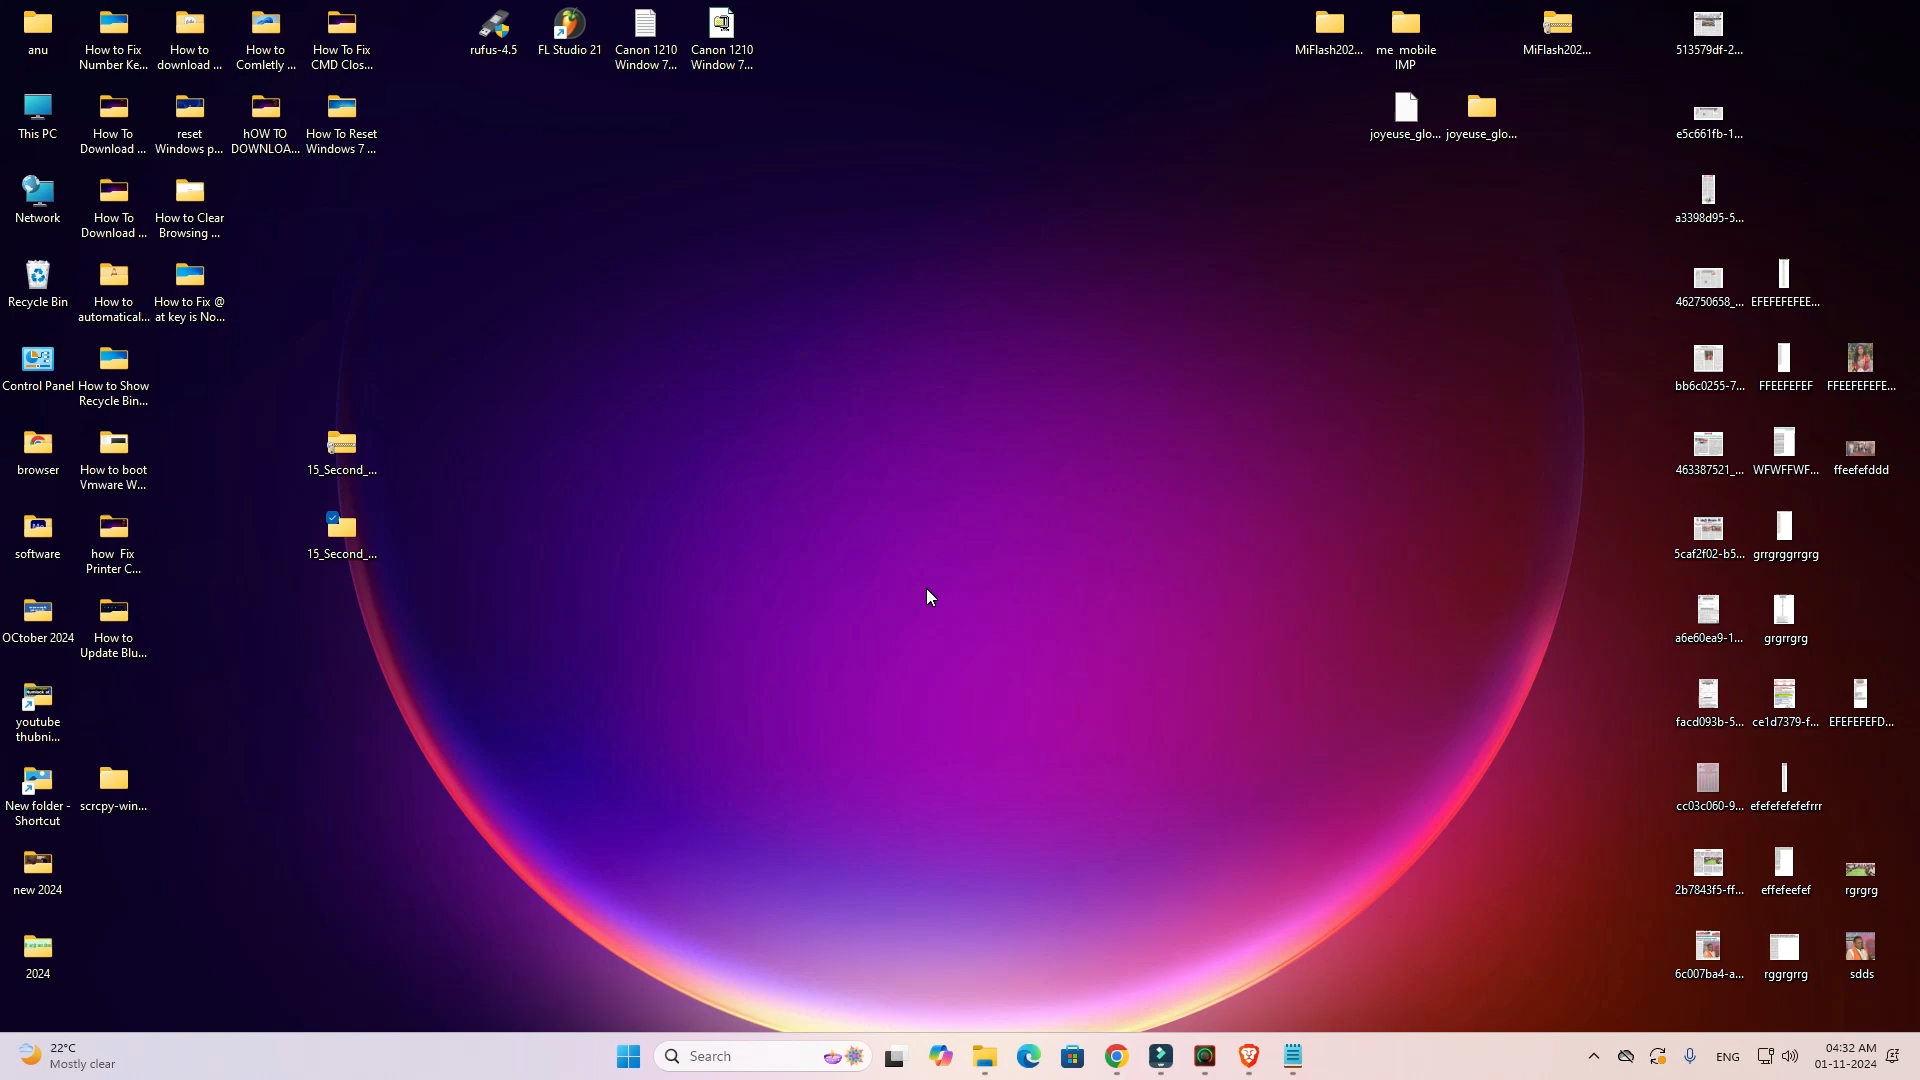 anu
How to Fix
Number Ke...
How to
download ...
How to
Comletly ...
How To Fix
CMD Clos...
rufus-4.5
FL Studio 21
Canon 1210
Window 7...
Canon 1210
Window 7...
MiFlash202...
me mobile
IMP
MiFlash202...
513579df-2...
This PC
How To
Download ...
reset
Windows p...
hOW TO
DOWNLOA...
How To Reset
Windows 7 ...
joyeuse_glo...
joyeuse_glo...
e5c661fb-1...
Network
How To
Download ...
How to Clear
Browsing ...
a3398d95-5...
Recycle Bin
How to
automatical...
How to Fix @
at key is No...
462750658_...
EFEFEFEFEE...
Control Panel
How to Show
Recycle Bin...
bb6c0255-7...
FFEEFEFEF
FFEEFEFEFE...
browser
How to boot
Vmware W...
15_Second_...
463387521_...
WFWFFWF...
ffeefefddd
software
how Fix
Printer C...
15_Second_...
5caf2f02-b5...
grrgrggrrgrg
OCtober 2024
How to
Update Blu...
a6e60ea9-1...
grgrrgrg
youtube
thubni...
facd093b-5...
ce1d7379-f...
EFEFEFEFD...
New folder -
Shortcut
scrcpy-win...
cc03c060-9...
efefefefefefrrr
new 2024
2b7843f5-ff...
effefeefef
rgrgrg
2024
6c007ba4-a...
rggrgrrg
sdds
22°C
Mostly clear
Search
ENG
04:32 AM
01-11-2024